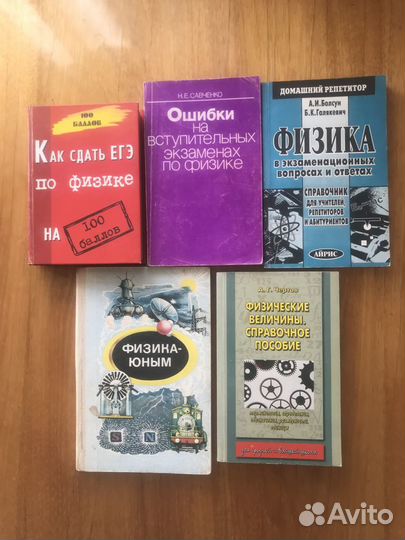 100
БАЛЛОВ
КАК СДАТЬ ЕГЭ
ПО ФИЗИКЕ
НА
100 баллов
Н.Е. САВЧЕНКО
Ошибки
на
вступительных
экзаменах
по физике
ДОМАШНИЙ РЕПЕТИТОР
А.И.Болсун
Б.К.Галякевич
ФИЗИКА
В ЭКЗАМЕНАЦИОННЫХ
ВОПРОСАХ И ОТВЕТАХ
СПРАВОЧНИК
ДЛЯ УЧИТЕЛЕЙ,
РЕПЕТИТОРОВ
И АБИТУРИЕНТОВ
АЙРИС
ФИЗИКА-
ЮНЫМ
А. Г. Чертов
ФИЗИЧЕСКИЕ
ВЕЛИЧИНЫ.
СПРАВОЧНОЕ
ПОСОБИЕ
Avito